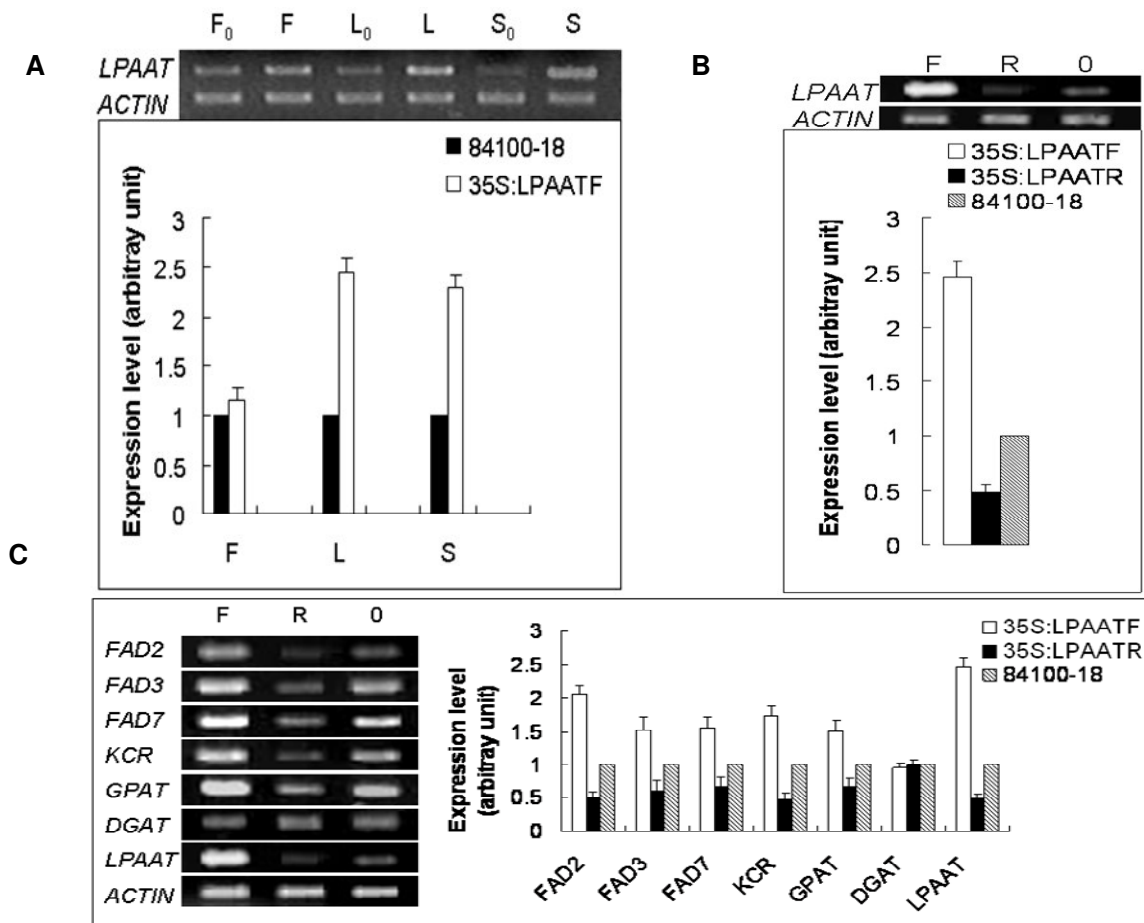 A
F₀ F L₀ L S₀ S
LPAAT
ACTIN
84100-18
35S:LPAATF
Expression level (arbitray unit)
3
2.5
2
1.5
1
0.5
0
F L S
B
F R 0
LPAAT
ACTIN
35S:LPAATF
35S:LPAATR
84100-18
Expression level (arbitray unit)
3
2.5
2
1.5
1
0.5
0
C
F R 0
FAD2
FAD3
FAD7
KCR
GPAT
DGAT
LPAAT
ACTIN
35S:LPAATF
35S:LPAATR
84100-18
Expression level
(arbitray unit)
3
2.5
2
1.5
1
0.5
0
FAD2 FAD3 FAD7 KCR GPAT DGAT LPAAT